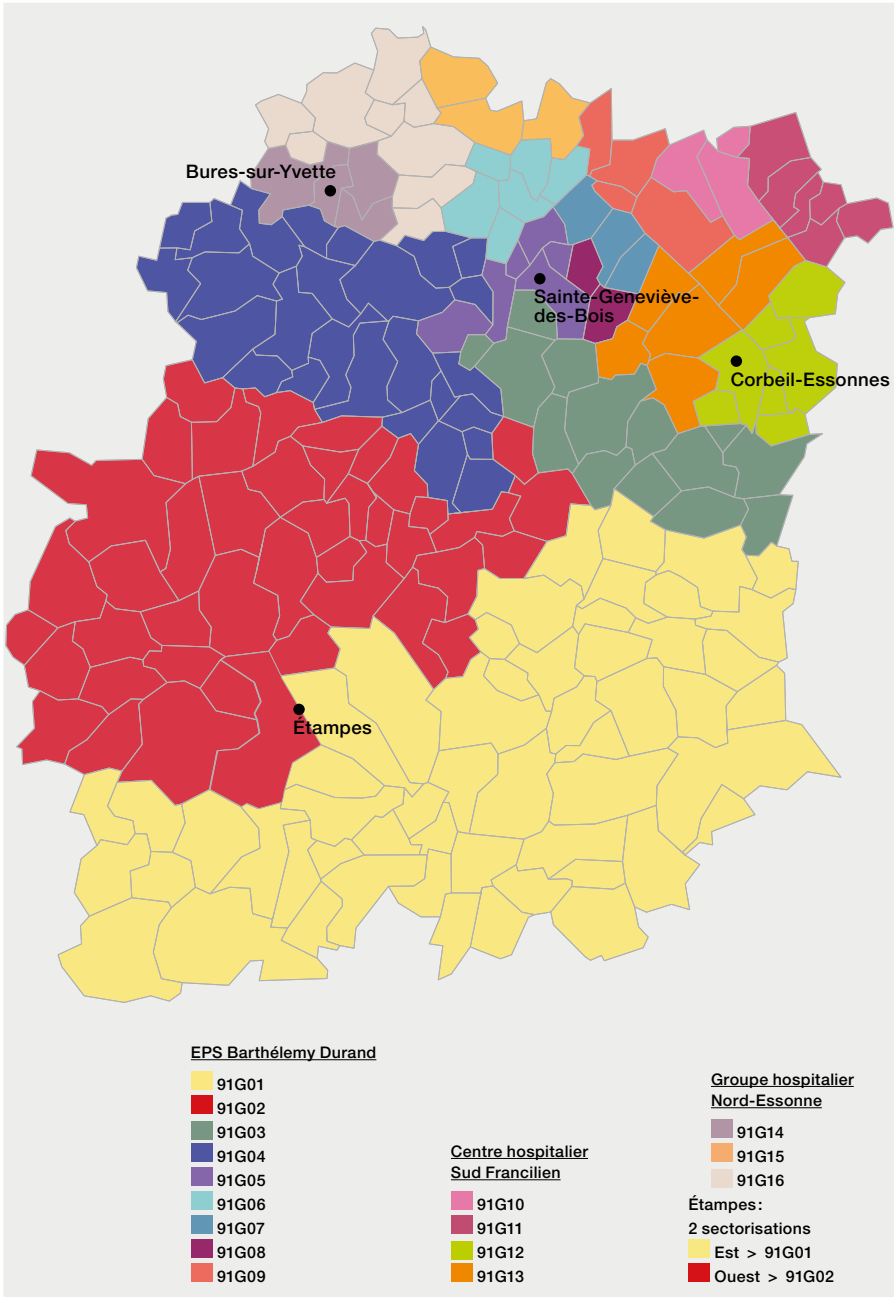 Bures-sur-Yvette
Sainte-Geneviève-
des-Bois
Corbeil-Essonnes
Étampes
EPS Barthélemy Durand
91G01
91G02
91G03
91G04
91G05
91G06
91G07
91G08
91G09
Centre hospitalier
Sud Francilien
91G10
91G11
91G12
91G13
Groupe hospitalier
Nord-Essonne
91G14
91G15
91G16
Étampes:
2 sectorisations
Est > 91G01
Ouest > 91G02